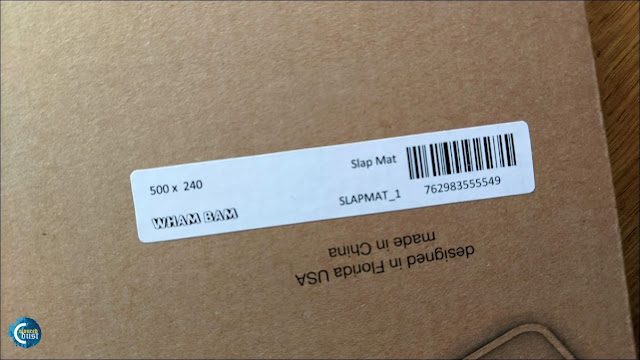 500 x 240
Slap Mat
WHAM BAM
SLAPMAT_1
762983555549
designed in Florida USA
made in China